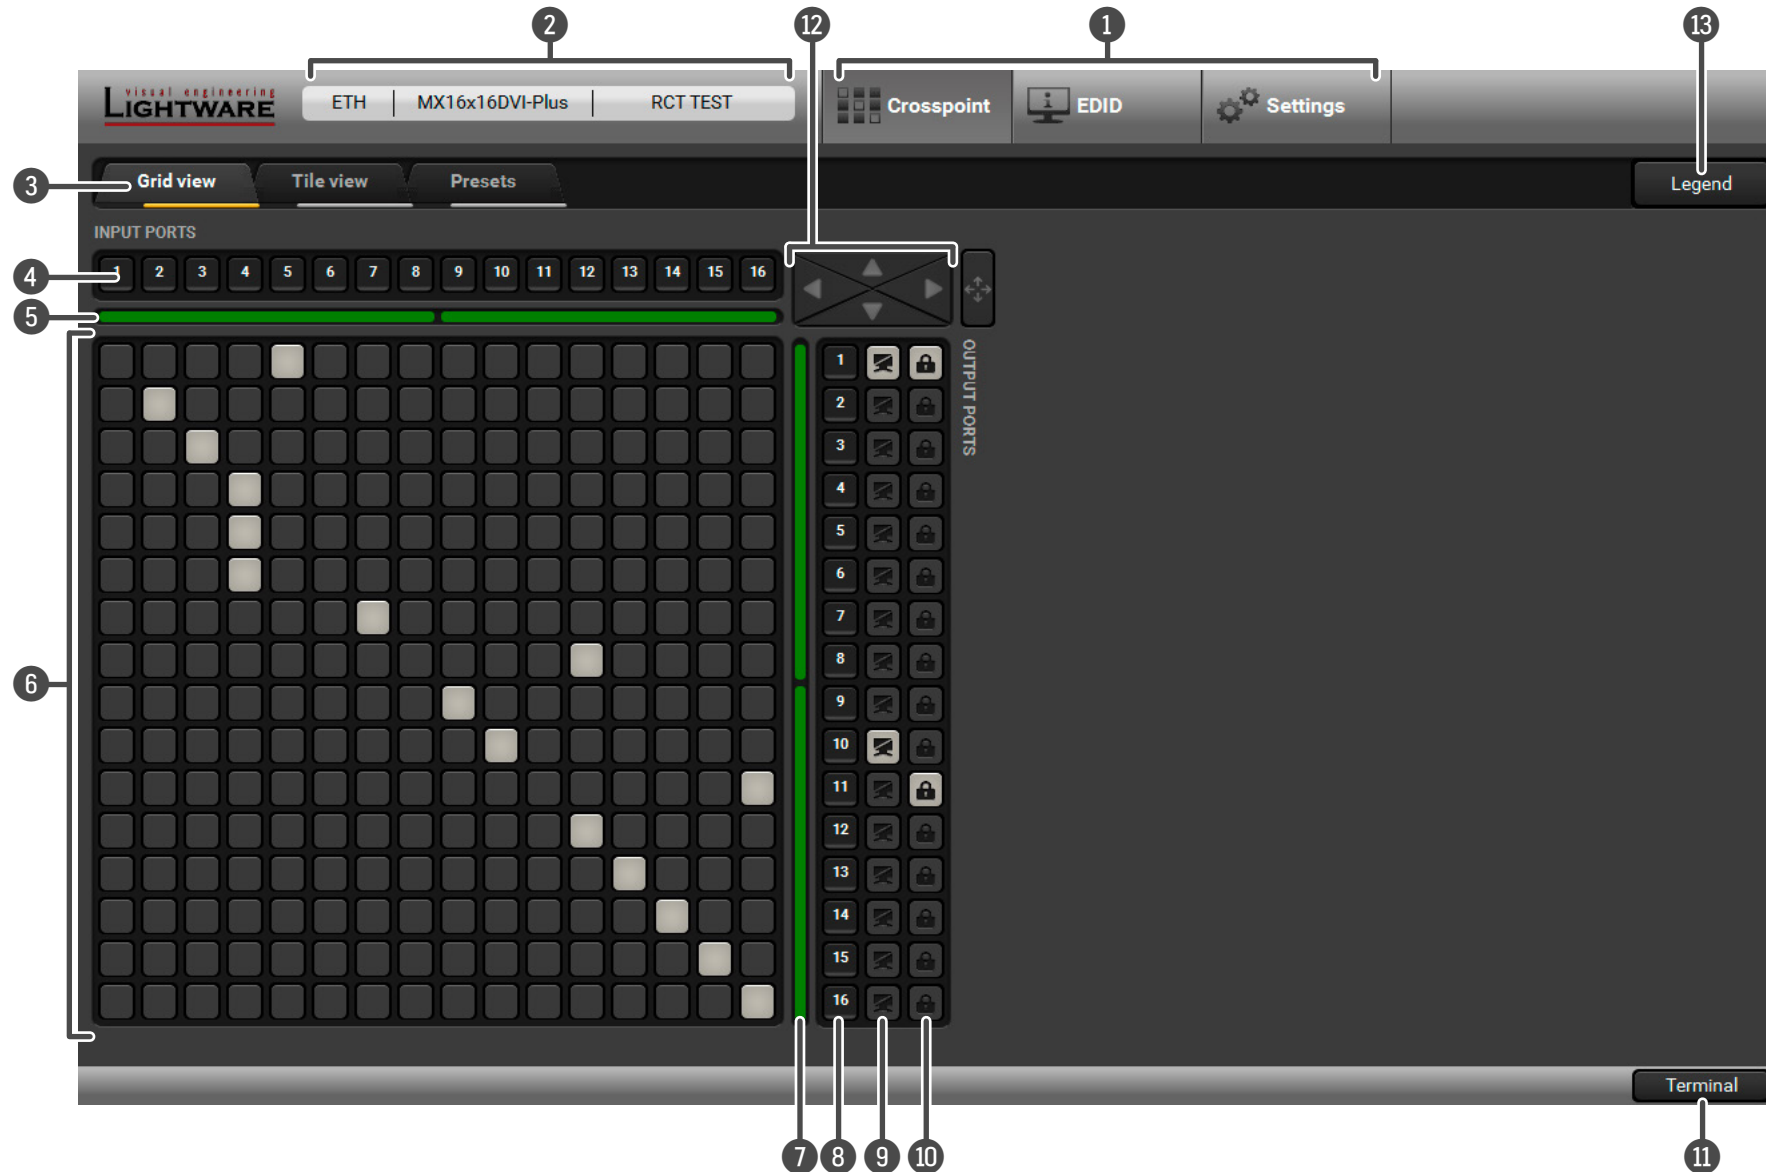 2 12 1 13
visual engineering
LIGHTWARE
ETH MX16x16DVI-Plus RCT TEST
Crosspoint EDID Settings
3 Grid view Tile view Presets Legend
INPUT PORTS
4 1 2 3 4 5 6 7 8 9 10 11 12 13 14 15 16
5
OUTPUT PORTS
1
2
3
4
5
6
7
8
6
9
10
11
12
13
14
15
16
Terminal
7 8 9 10 11